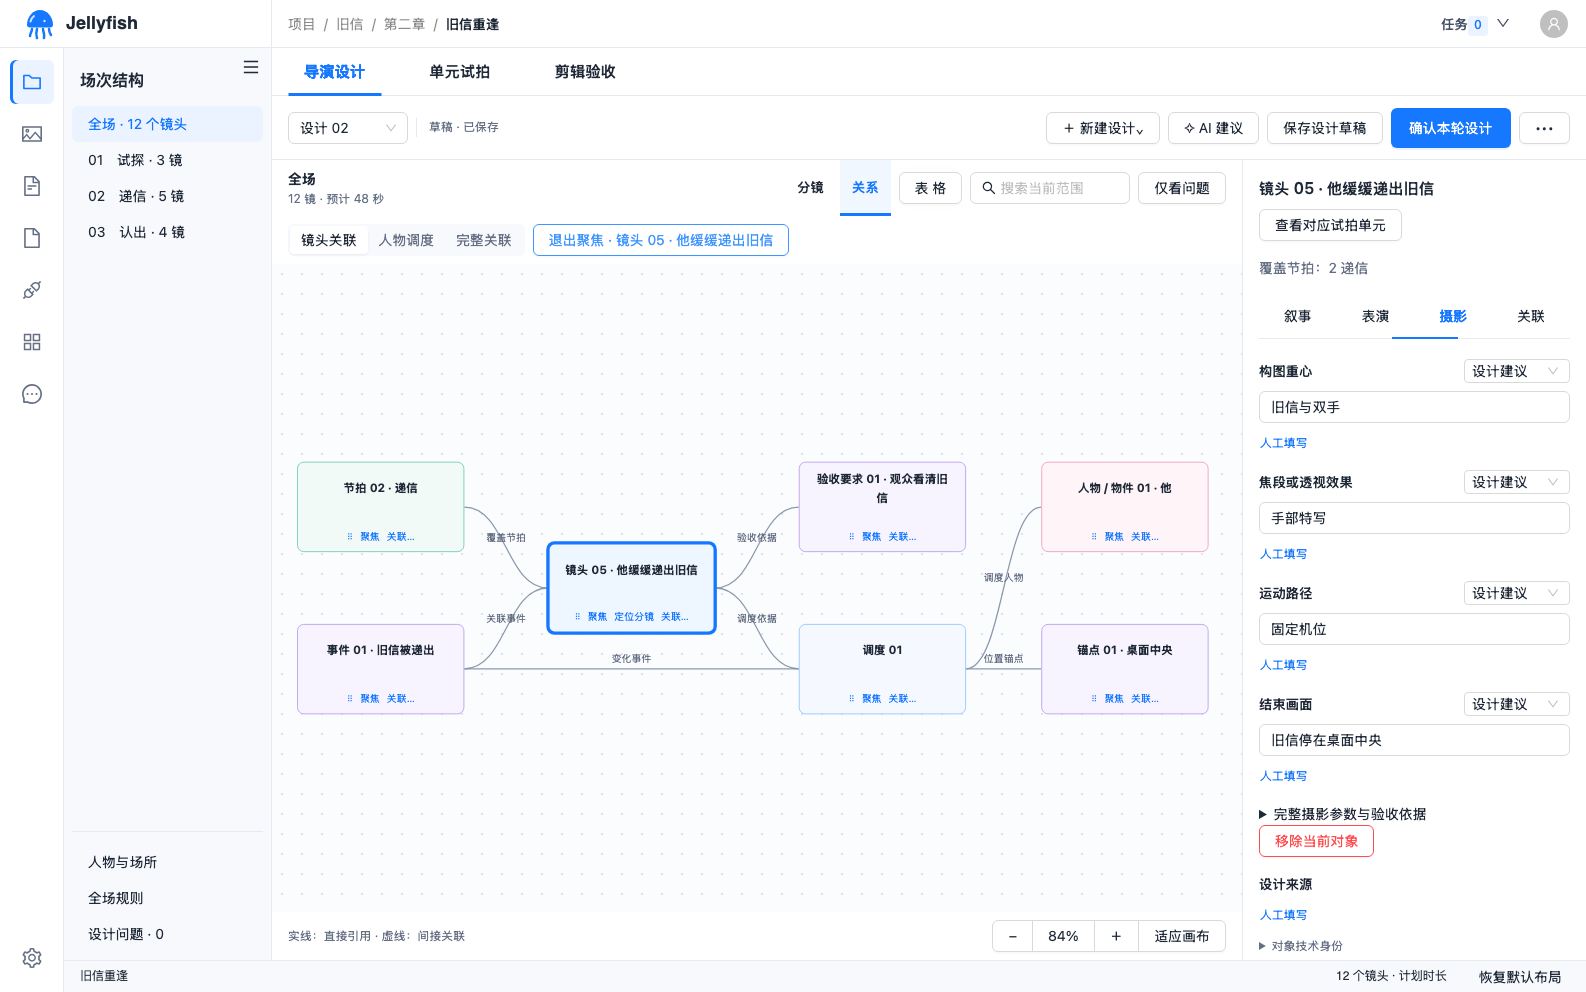 Jellyfish
项目 / 旧信 / 第二章 / 旧信重逢
任务 0
场次结构
全场 · 12 个镜头
01 试探 · 3 镜
02 递信 · 5 镜
03 认出 · 4 镜
人物与场所
全场规则
设计问题 · 0
导演设计
单元试拍
剪辑验收
设计 02
草稿 · 已保存
+ 新建设计
AI 建议
保存设计草稿
确认本轮设计
...
全场
12 镜 · 预计 48 秒
分镜
关系
表 格
搜索当前范围
仅看问题
镜头关联
人物调度
完整关联
退出聚焦 · 镜头 05 · 他缓缓递出旧信
节拍 02 · 递信
聚焦 关联...
覆盖节拍
事件 01 · 旧信被递出
聚焦 关联...
关联事件
镜头 05 · 他缓缓递出旧信
聚焦 定位分镜 关联...
变化事件
验收依据
调度依据
验收要求 01 · 观众看清旧
信
聚焦 关联...
调度 01
聚焦 关联...
调度人物
位置锚点
人物 / 物件 01 · 他
聚焦 关联...
锚点 01 · 桌面中央
聚焦 关联...
实线：直接引用 · 虚线：间接关联
− 84% + 适应画布
镜头 05 · 他缓缓递出旧信
查看对应试拍单元
覆盖节拍：2 递信
叙事 表演 摄影 关联
构图重心 设计建议
旧信与双手
人工填写
焦段或透视效果 设计建议
手部特写
人工填写
运动路径 设计建议
固定机位
人工填写
结束画面 设计建议
旧信停在桌面中央
人工填写
完整摄影参数与验收依据
移除当前对象
设计来源
人工填写
对象技术身份
旧信重逢
12 个镜头 · 计划时长
恢复默认布局